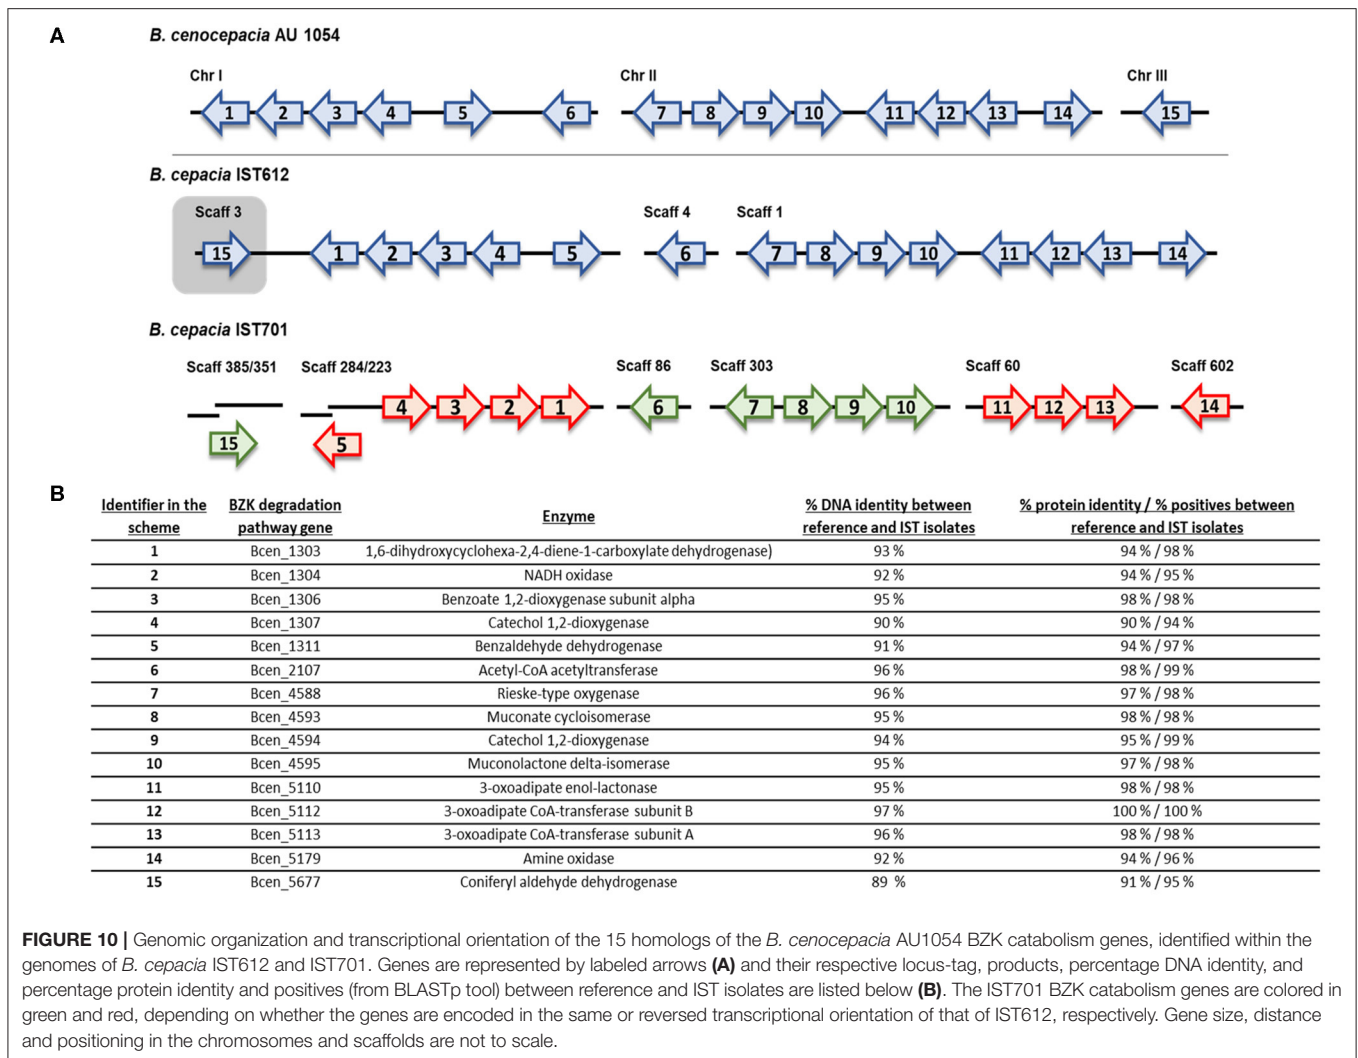 A
B. cenocepacia AU 1054
Chr I Chr II Chr III
1 2 3 4 5 6 7 8 9 10 11 12 13 14 15
B. cepacia IST612
Scaff 3 Scaff 4 Scaff 1
15 1 2 3 4 5 6 7 8 9 10 11 12 13 14
B. cepacia IST701
Scaff 385/351 Scaff 284/223 Scaff 86 Scaff 303 Scaff 60 Scaff 602
4 3 2 1 6 7 8 9 10 11 12 13 14
15 5
B
Identifier in the scheme BZK degradation pathway gene Enzyme % DNA identity between reference and IST isolates % protein identity / % positives between reference and IST isolates
1 Bcen_1303 1,6-dihydroxycyclohexa-2,4-diene-1-carboxylate dehydrogenase) 93 % 94 % / 98 %
2 Bcen_1304 NADH oxidase 92 % 94 % / 95 %
3 Bcen_1306 Benzoate 1,2-dioxygenase subunit alpha 95 % 98 % / 98 %
4 Bcen_1307 Catechol 1,2-dioxygenase 90 % 90 % / 94 %
5 Bcen_1311 Benzaldehyde dehydrogenase 91 % 94 % / 97 %
6 Bcen_2107 Acetyl-CoA acetyltransferase 96 % 98 % / 99 %
7 Bcen_4588 Rieske-type oxygenase 96 % 97 % / 98 %
8 Bcen_4593 Muconate cycloisomerase 95 % 98 % / 98 %
9 Bcen_4594 Catechol 1,2-dioxygenase 94 % 95 % / 99 %
10 Bcen_4595 Muconolactone delta-isomerase 95 % 97 % / 98 %
11 Bcen_5110 3-oxoadipate enol-lactonase 95 % 98 % / 98 %
12 Bcen_5112 3-oxoadipate CoA-transferase subunit B 97 % 100 % / 100 %
13 Bcen_5113 3-oxoadipate CoA-transferase subunit A 96 % 98 % / 98 %
14 Bcen_5179 Amine oxidase 92 % 94 % / 96 %
15 Bcen_5677 Coniferyl aldehyde dehydrogenase 89 % 91 % / 95 %
FIGURE 10 | Genomic organization and transcriptional orientation of the 15 homologs of the B. cenocepacia AU1054 BZK catabolism genes, identified within the
genomes of B. cepacia IST612 and IST701. Genes are represented by labeled arrows (A) and their respective locus-tag, products, percentage DNA identity, and
percentage protein identity and positives (from BLASTp tool) between reference and IST isolates are listed below (B). The IST701 BZK catabolism genes are colored in
green and red, depending on whether the genes are encoded in the same or reversed transcriptional orientation of that of IST612, respectively. Gene size, distance
and positioning in the chromosomes and scaffolds are not to scale.